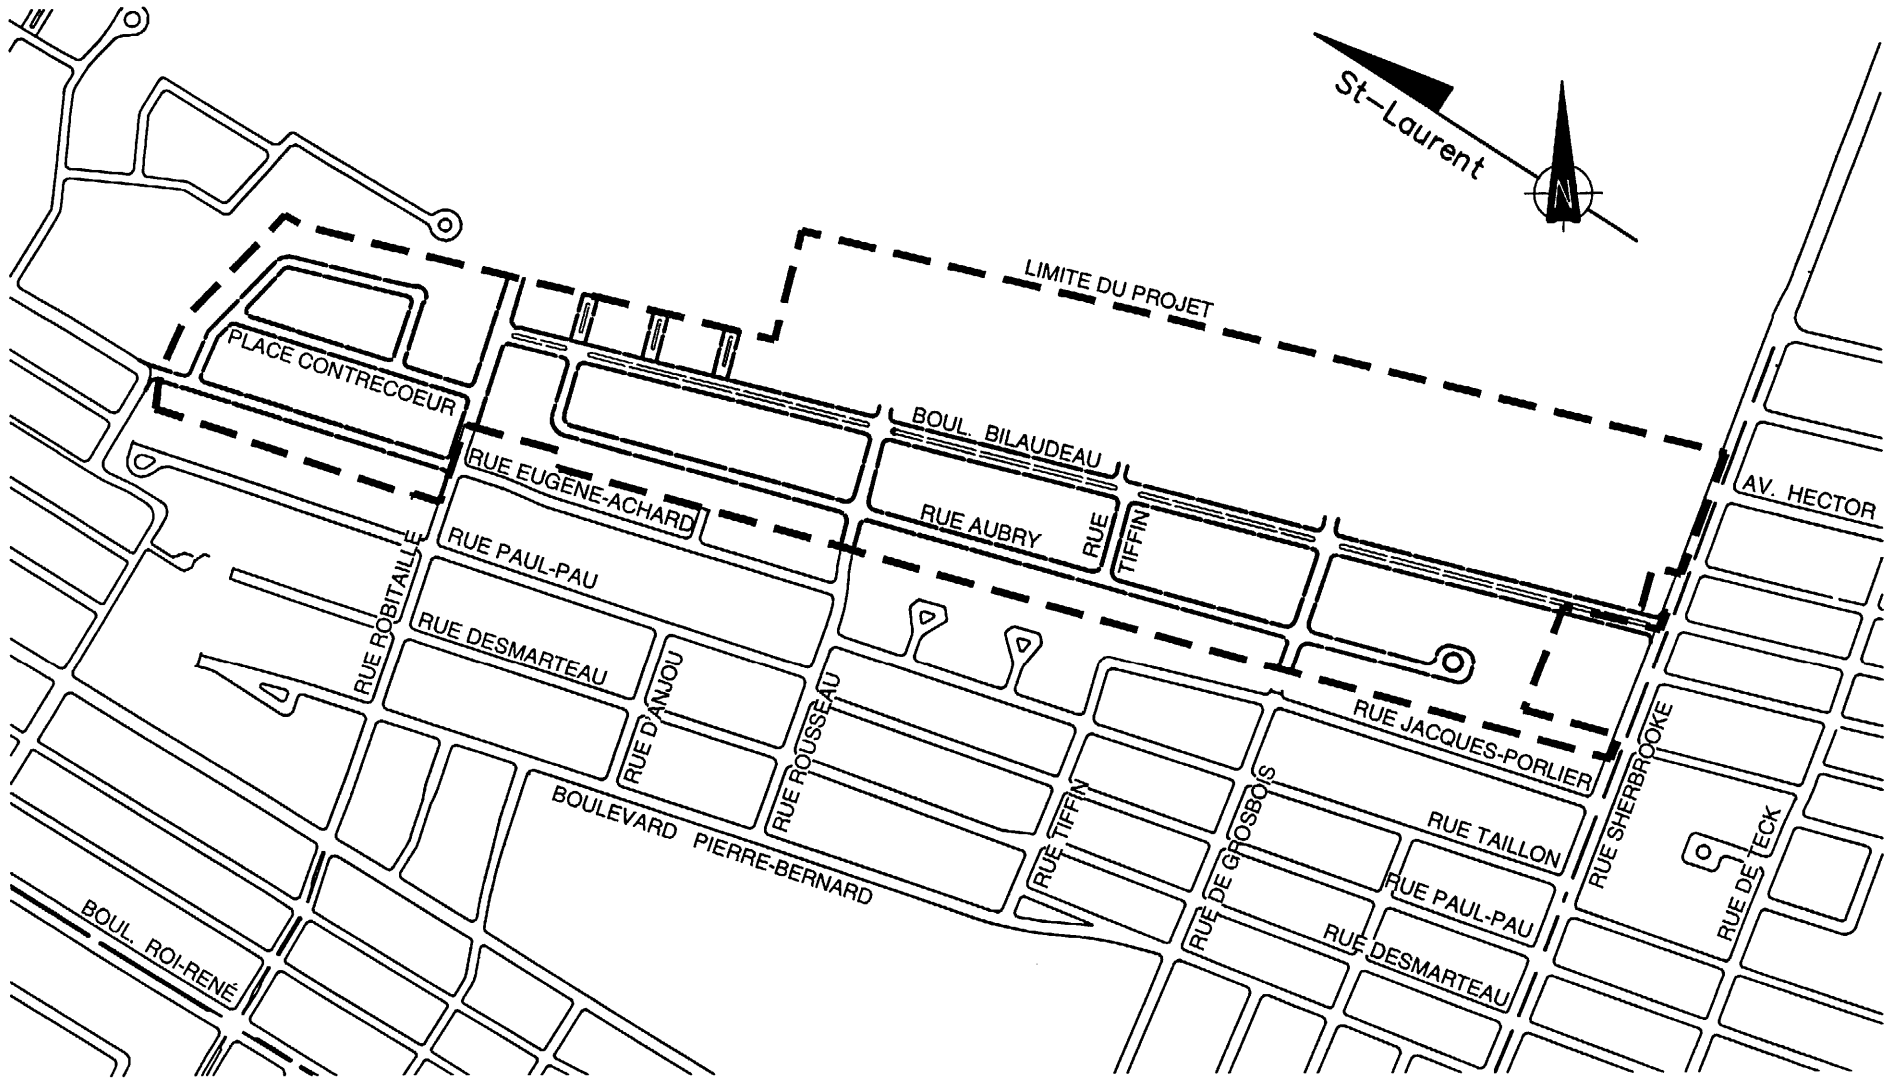 St-Laurent
N
LIMITE DU PROJET
PLACE CONTRECOEUR
BOUL. BILAUDEAU
RUE EUGÈNE-ACHARD
AV. HECTOR
RUE AUBRY
RUE
TIFFIN
RUE PAUL-PAU
RUE ROBITAILLE
RUE DESMARTEAU
RUE D'ANJOU
RUE ROUSSEAU
RUE JACQUES-PORLIER
RUE SHERBROOKE
BOULEVARD PIERRE-BERNARD
RUE TIFFIN
RUE DE GROSBOIS
RUE TAILLON
RUE DE TECK
RUE PAUL-PAU
RUE DESMARTEAU
BOUL. ROI-RENÉ